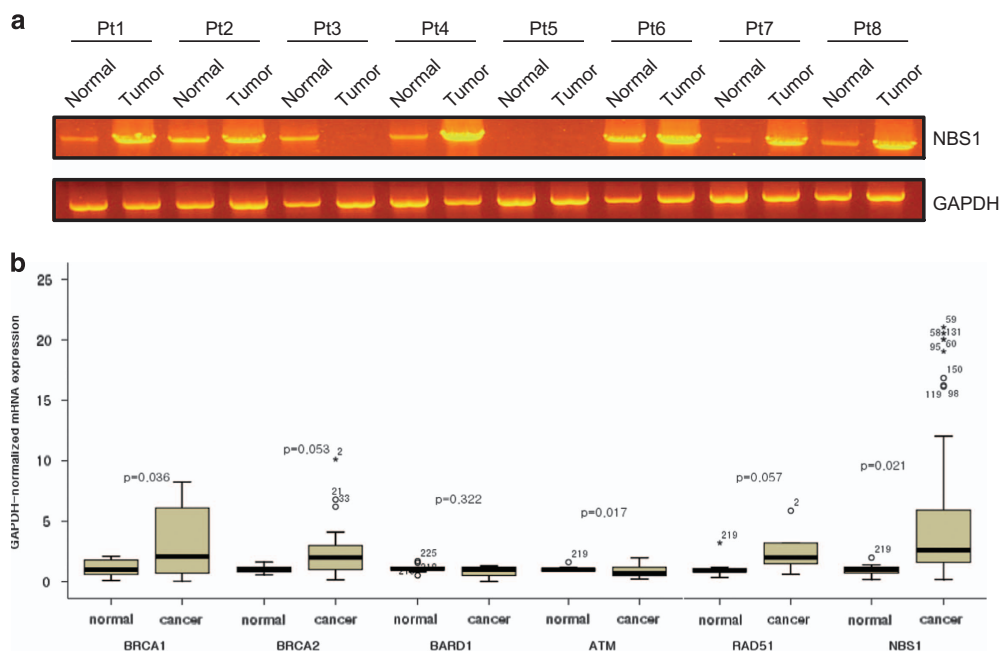 a
Pt1 Pt2 Pt3 Pt4 Pt5 Pt6 Pt7 Pt8
Normal Tumor Normal Tumor Normal Tumor Normal Tumor Normal Tumor Normal Tumor Normal Tumor Normal Tumor
NBS1
GAPDH
b
GAPDH-normalized mHNA expression
25
20
15
10
5
0
59
58 131
95 60
150
119 98
p=0.036
p=0.053
2
21
33
p=0.322
225
p=0.017
219
p=0.057
2
219
p=0.021
219
normal cancer normal cancer normal cancer normal cancer normal cancer normal cancer
BRCA1 BRCA2 BARD1 ATM RAD51 NBS1